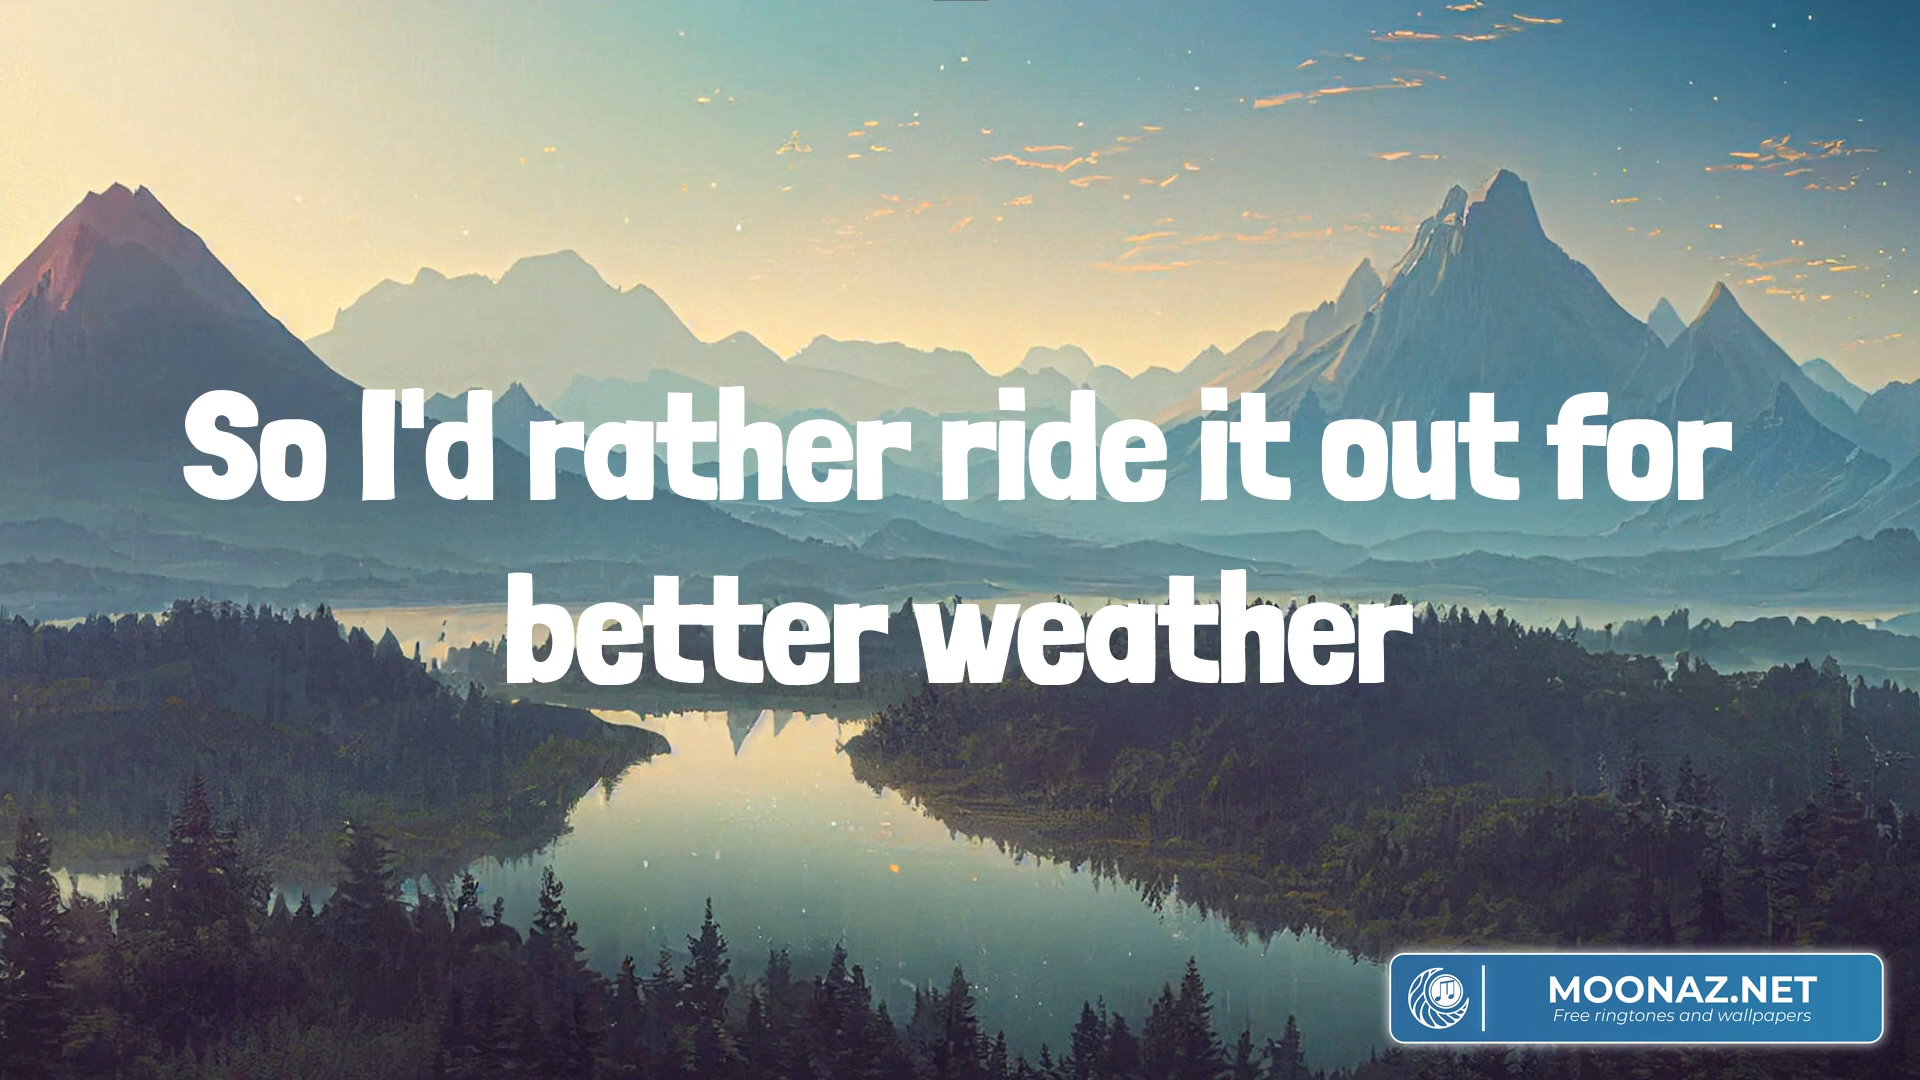 So I'd rather ride it out for
better weather
MOONAZ.NET
Free ringtones and wallpapers